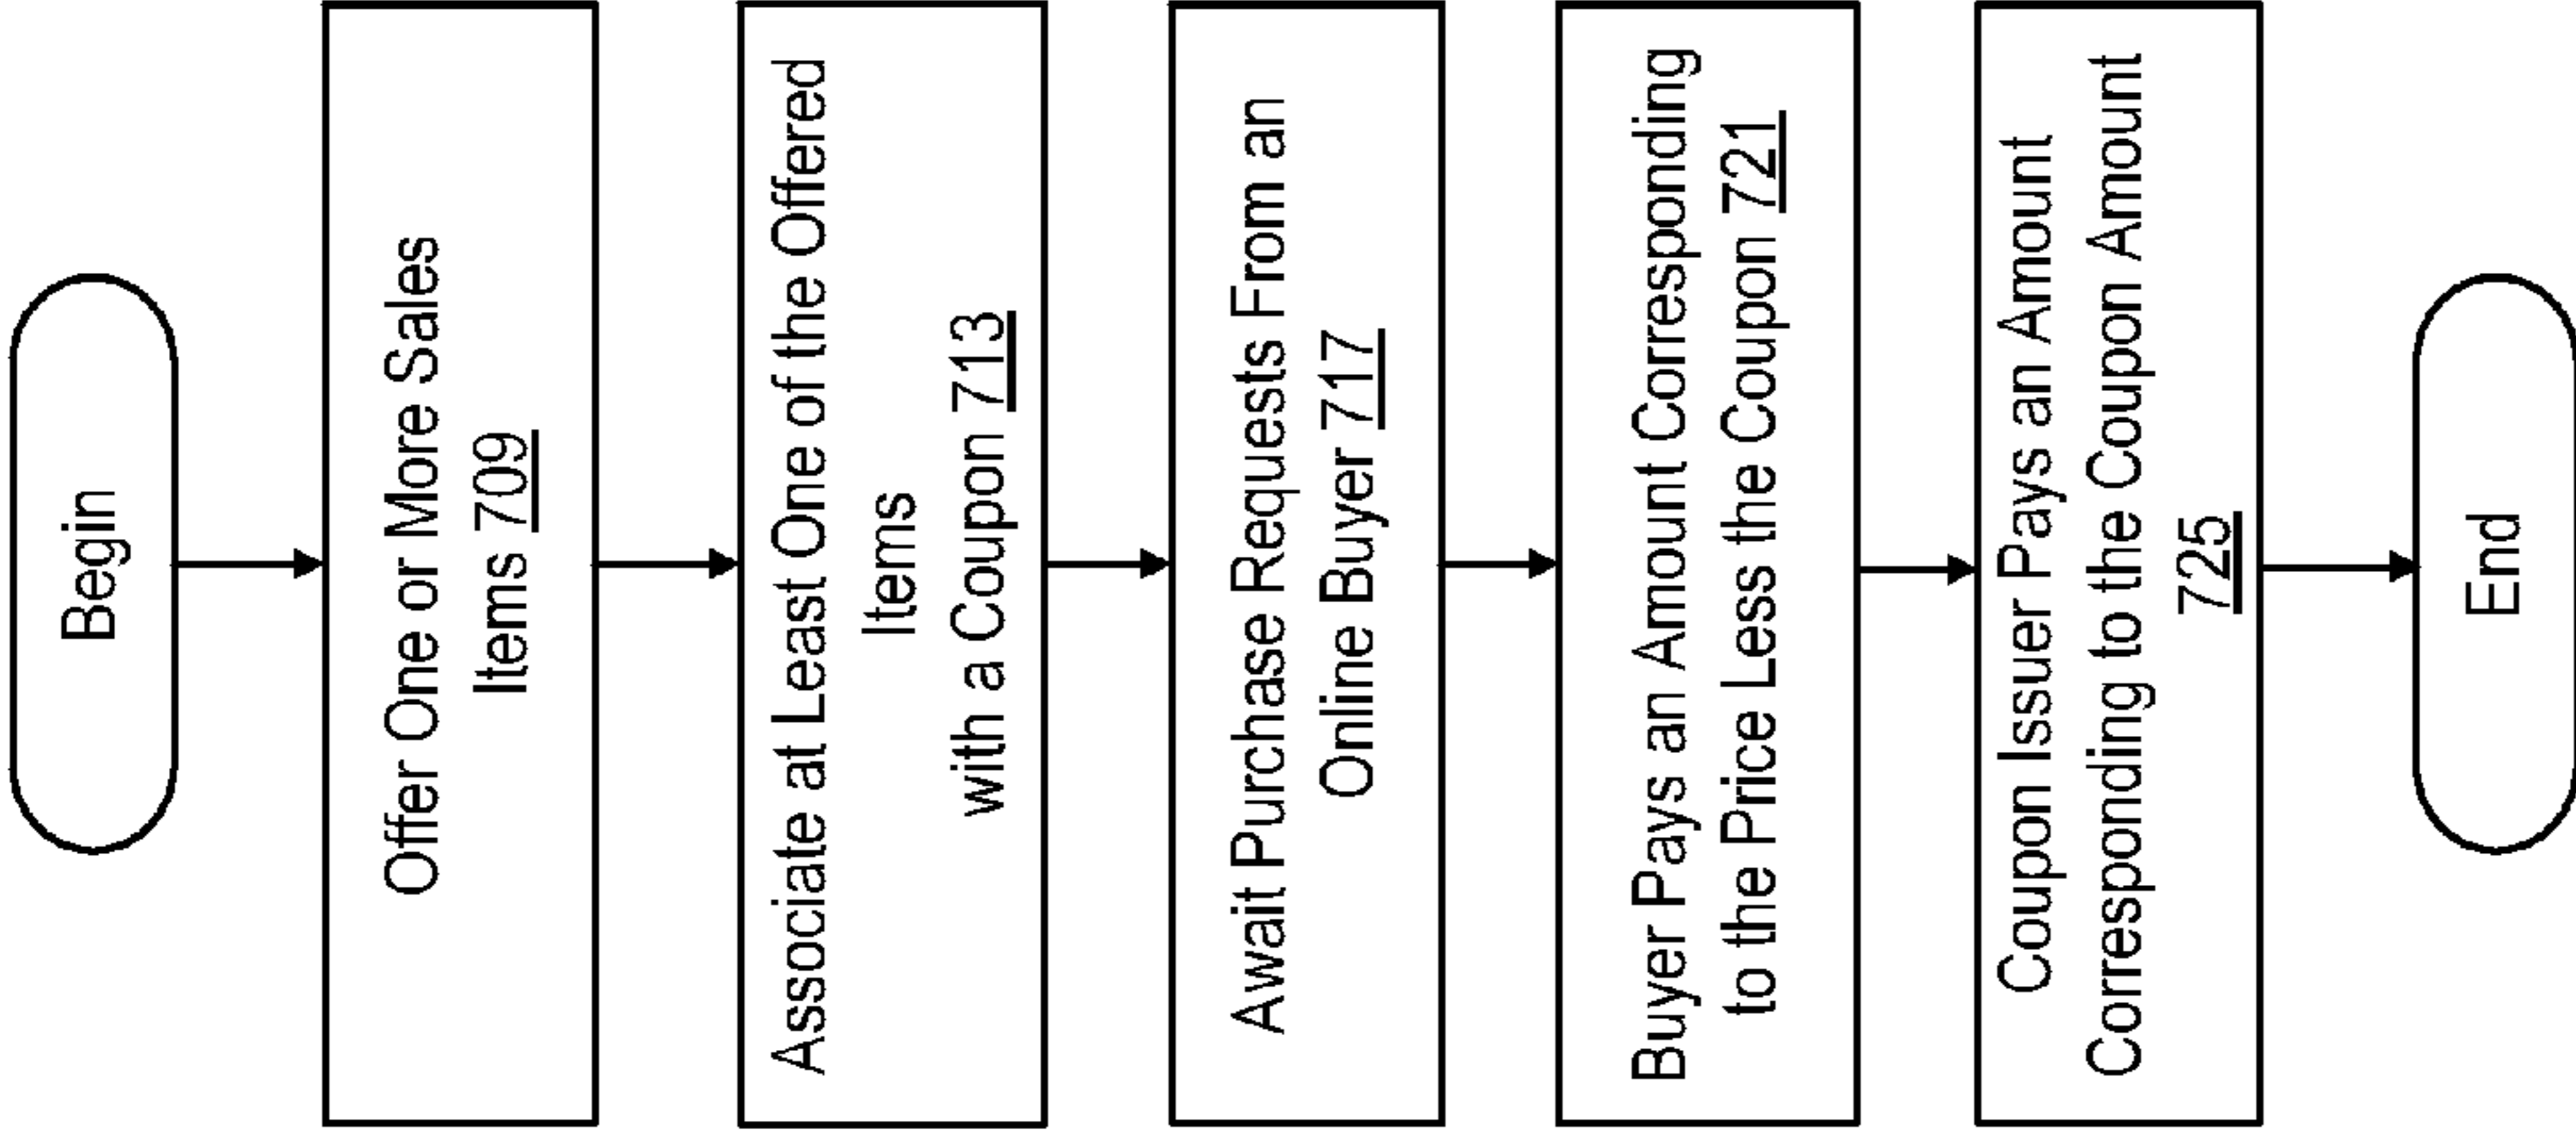 Begin
Offer One or More Sales
Items 709
Associate at Least One of the Offered
Items
with a Coupon 713
Await Purchase Requests From an
Online Buyer 717
Buyer Pays an Amount Corresponding
to the Price Less the Coupon 721
Coupon Issuer Pays an Amount
Corresponding to the Coupon Amount
725
End